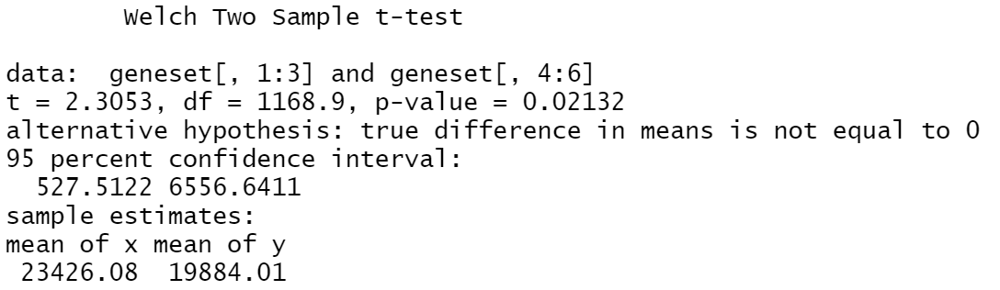 Welch Two Sample t-test
data:  geneset[, 1:3] and geneset[, 4:6]
t = 2.3053, df = 1168.9, p-value = 0.02132
alternative hypothesis: true difference in means is not equal to 0
95 percent confidence interval:
527.5122 6556.6411
sample estimates:
mean of x mean of y
23426.08  19884.01